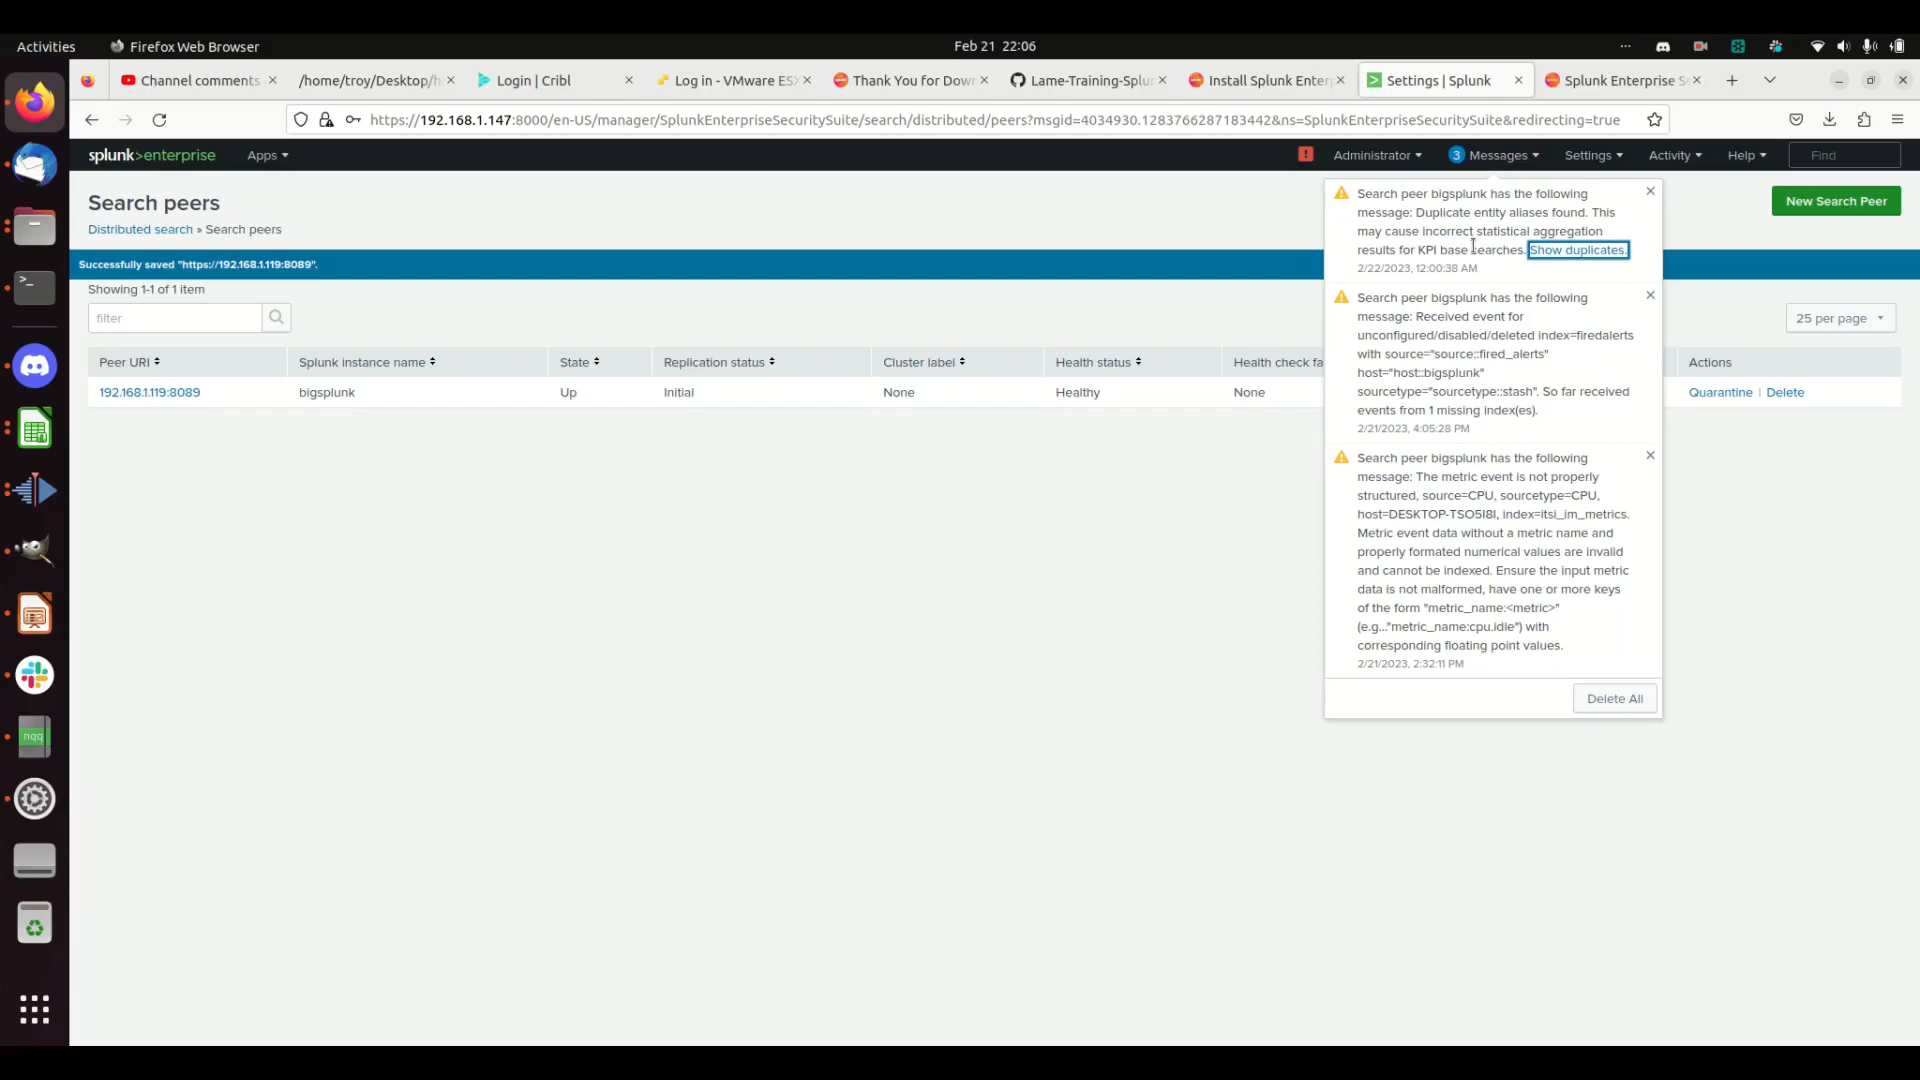 Activities
Firefox Web Browser
Feb 21 22:06
Channel comments
/home/troy/Desktop/h
Login | Cribl
Log in - VMware ESX
Thank You for Down
Lame-Training-Splu
Install Splunk Enter
Settings | Splunk
Splunk Enterprise S
https://192.168.1.147:8000/en-US/manager/SplunkEnterpriseSecuritySuite/search/distributed/peers?msgid=4034930.1283766287183442&ns=SplunkEnterpriseSecuritySuite&redirecting=true
splunk>enterprise
Apps
Administrator
3 Messages
Settings
Activity
Help
Find
Search peers
Distributed search » Search peers
New Search Peer
Successfully saved "https://192.168.1.119:8089".
Showing 1-1 of 1 item
filter
25 per page
Peer URI
Splunk instance name
State
Replication status
Cluster label
Health status
Health check fa
Actions
192.168.1.119:8089
bigsplunk
Up
Initial
None
Healthy
None
Quarantine | Delete
Search peer bigsplunk has the following
message: Duplicate entity aliases found. This
may cause incorrect statistical aggregation
results for KPI base searches. Show duplicates.
2/22/2023, 12:00:38 AM
Search peer bigsplunk has the following
message: Received event for
unconfigured/disabled/deleted index=firedalerts
with source="source::fired_alerts"
host="host::bigsplunk"
sourcetype="sourcetype::stash". So far received
events from 1 missing index(es).
2/21/2023, 4:05:28 PM
Search peer bigsplunk has the following
message: The metric event is not properly
structured, source=CPU, sourcetype=CPU,
host=DESKTOP-TSO5I8I, index=itsi_im_metrics.
Metric event data without a metric name and
properly formated numerical values are invalid
and cannot be indexed. Ensure the input metric
data is not malformed, have one or more keys
of the form "metric_name:<metric>"
(e.g..."metric_name:cpu.idle") with
corresponding floating point values.
2/21/2023, 2:32:11 PM
Delete All
nqq